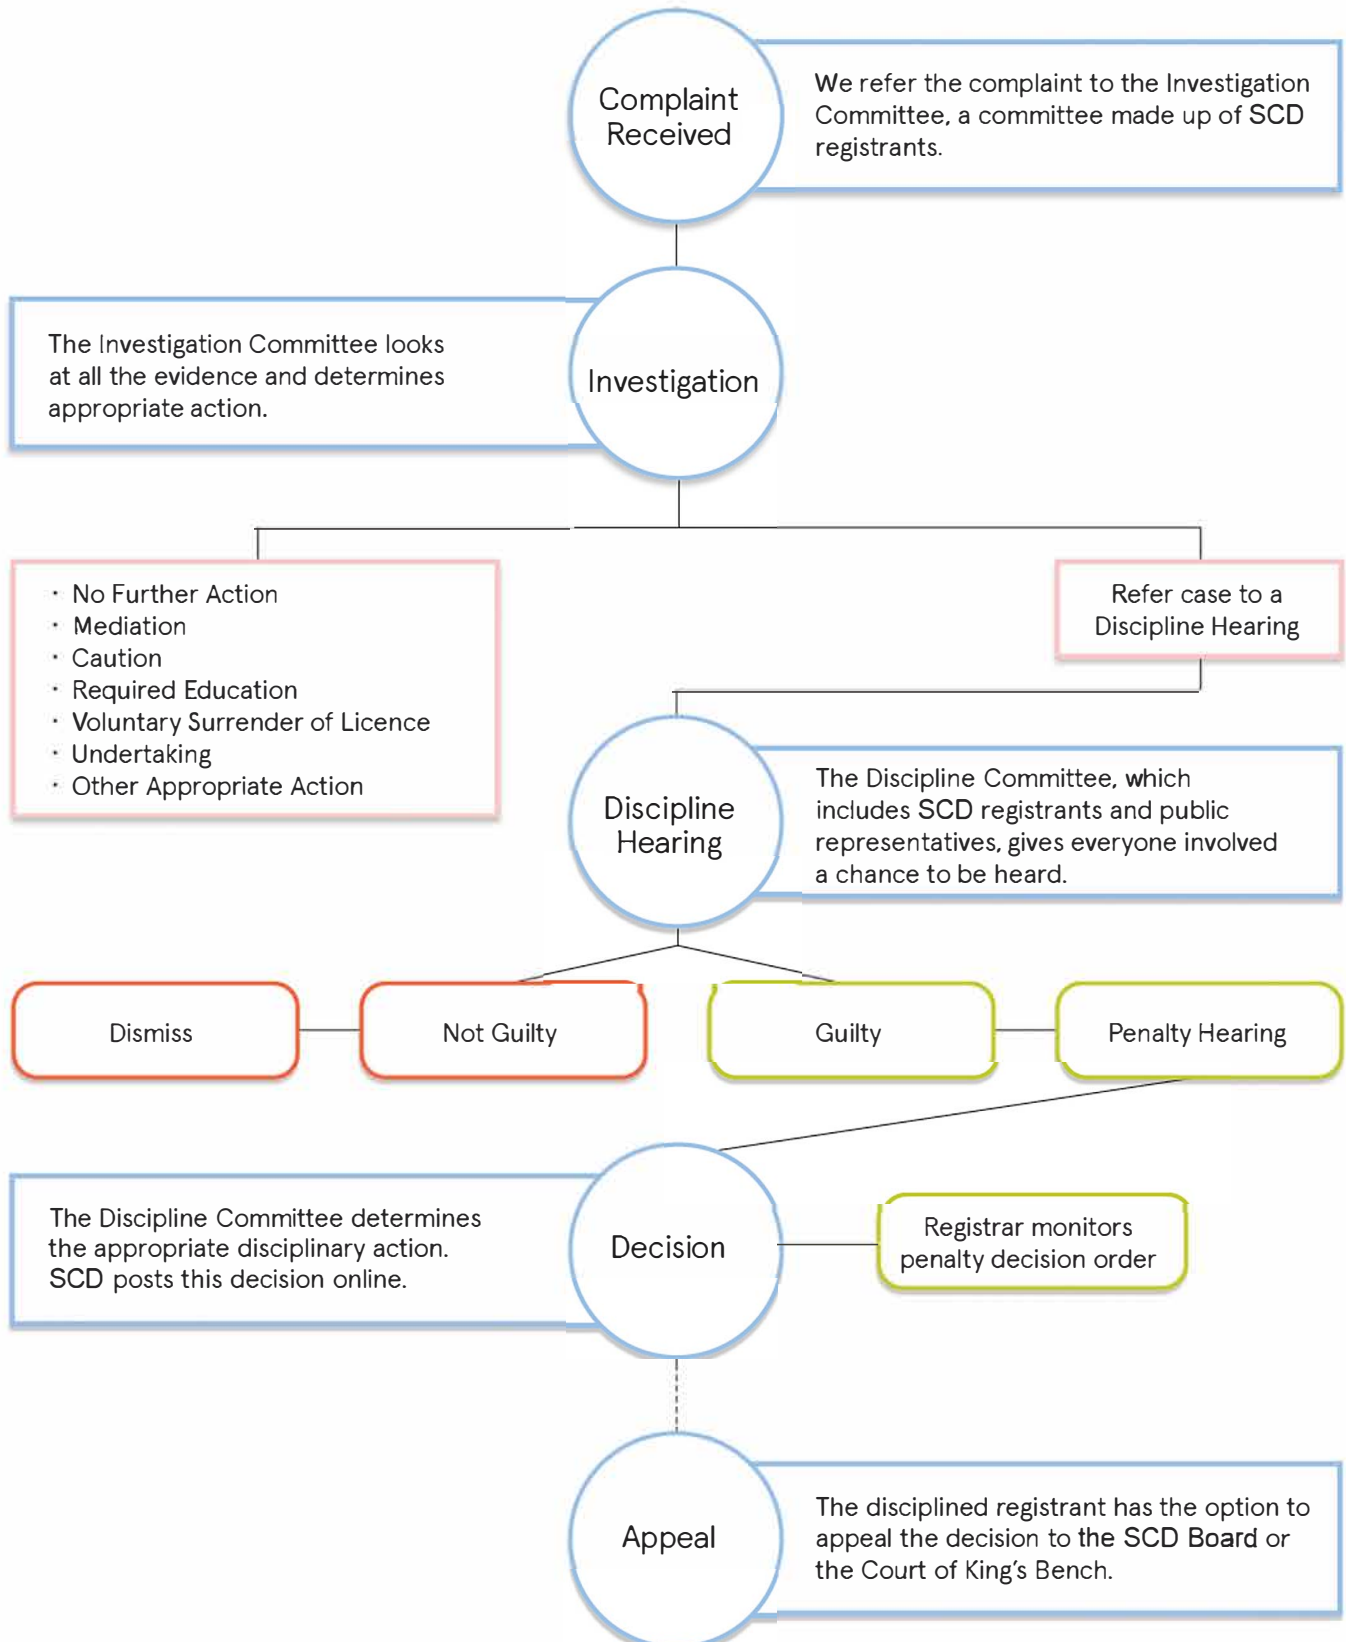 Complaint
Received
We refer the complaint to the Investigation
Committee, a committee made up of SCD
registrants.
The Investigation Committee looks
at all the evidence and determines
appropriate action.
Investigation
· No Further Action
· Mediation
· Caution
· Required Education
· Voluntary Surrender of Licence
· Undertaking
· Other Appropriate Action
Refer case to a
Discipline Hearing
Discipline
Hearing
The Discipline Committee, which
includes SCD registrants and public
representatives, gives everyone involved
a chance to be heard.
Dismiss
Not Guilty
Guilty
Penalty Hearing
The Discipline Committee determines
the appropriate disciplinary action.
SCD posts this decision online.
Decision
Registrar monitors
penalty decision order
Appeal
The disciplined registrant has the option to
appeal the decision to the SCD Board or
the Court of King's Bench.